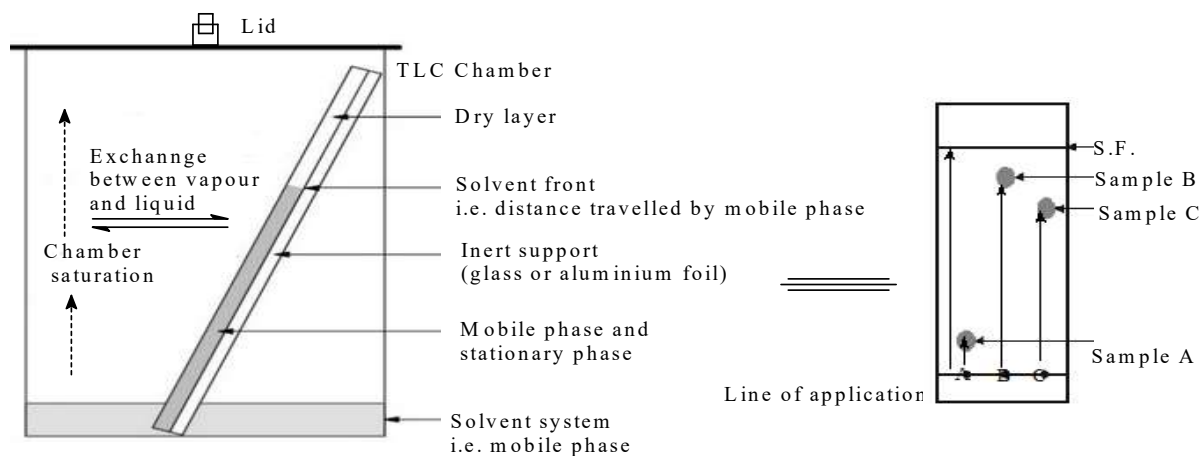 Lid
TLC Chamber
Dry layer
Exchannge
between vapour
and liquid
Solvent front
i.e. distance travelled by mobile phase
Chamber
saturation
Inert support
(glass or aluminium foil)
Mobile phase and
stationary phase
Solvent system
i.e. mobile phase
S.F.
Sample B
Sample C
Sample A
A B C
Line of application